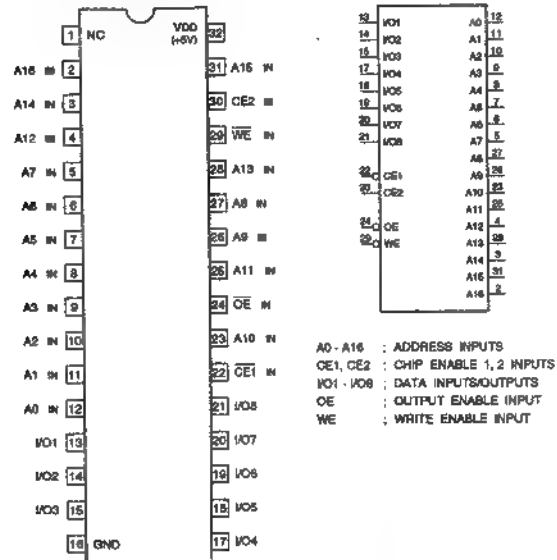 1 NC VDD 32
(+5V)
A16 IN 2 31 A15 IN
A14 IN 3 30 CE2 IN
A12 IN 4 29 WE IN
A7 IN 5 28 A13 IN
A6 IN 6 27 A8 IN
A5 IN 7 26 A9 IN
A4 IN 8 25 A11 IN
A3 IN 9 24 OE IN
A2 IN 10 23 A10 IN
A1 IN 11 22 CE1 IN
A0 IN 12 21 I/O8
I/O1 13 20 I/O7
I/O2 14 19 I/O6
I/O3 15 18 I/O5
16 GND 17 I/O4
13 I/O1 A0 12
14 I/O2 A1 11
15 I/O3 A2 10
17 I/O4 A3 9
18 I/O5 A4 8
19 I/O6 A5 7
20 I/O7 A6 6
21 I/O8 A7 5
A8 27
22 CE1 A9 26
30 CE2 A10 23
A11 25
24 OE A12 4
29 WE A13 28
A14 3
A15 31
A16 2
A0 - A16 : ADDRESS INPUTS
CE1, CE2 : CHIP ENABLE 1, 2 INPUTS
I/O1 - I/O8 : DATA INPUTS/OUTPUTS
OE : OUTPUT ENABLE INPUT
WE : WRITE ENABLE INPUT